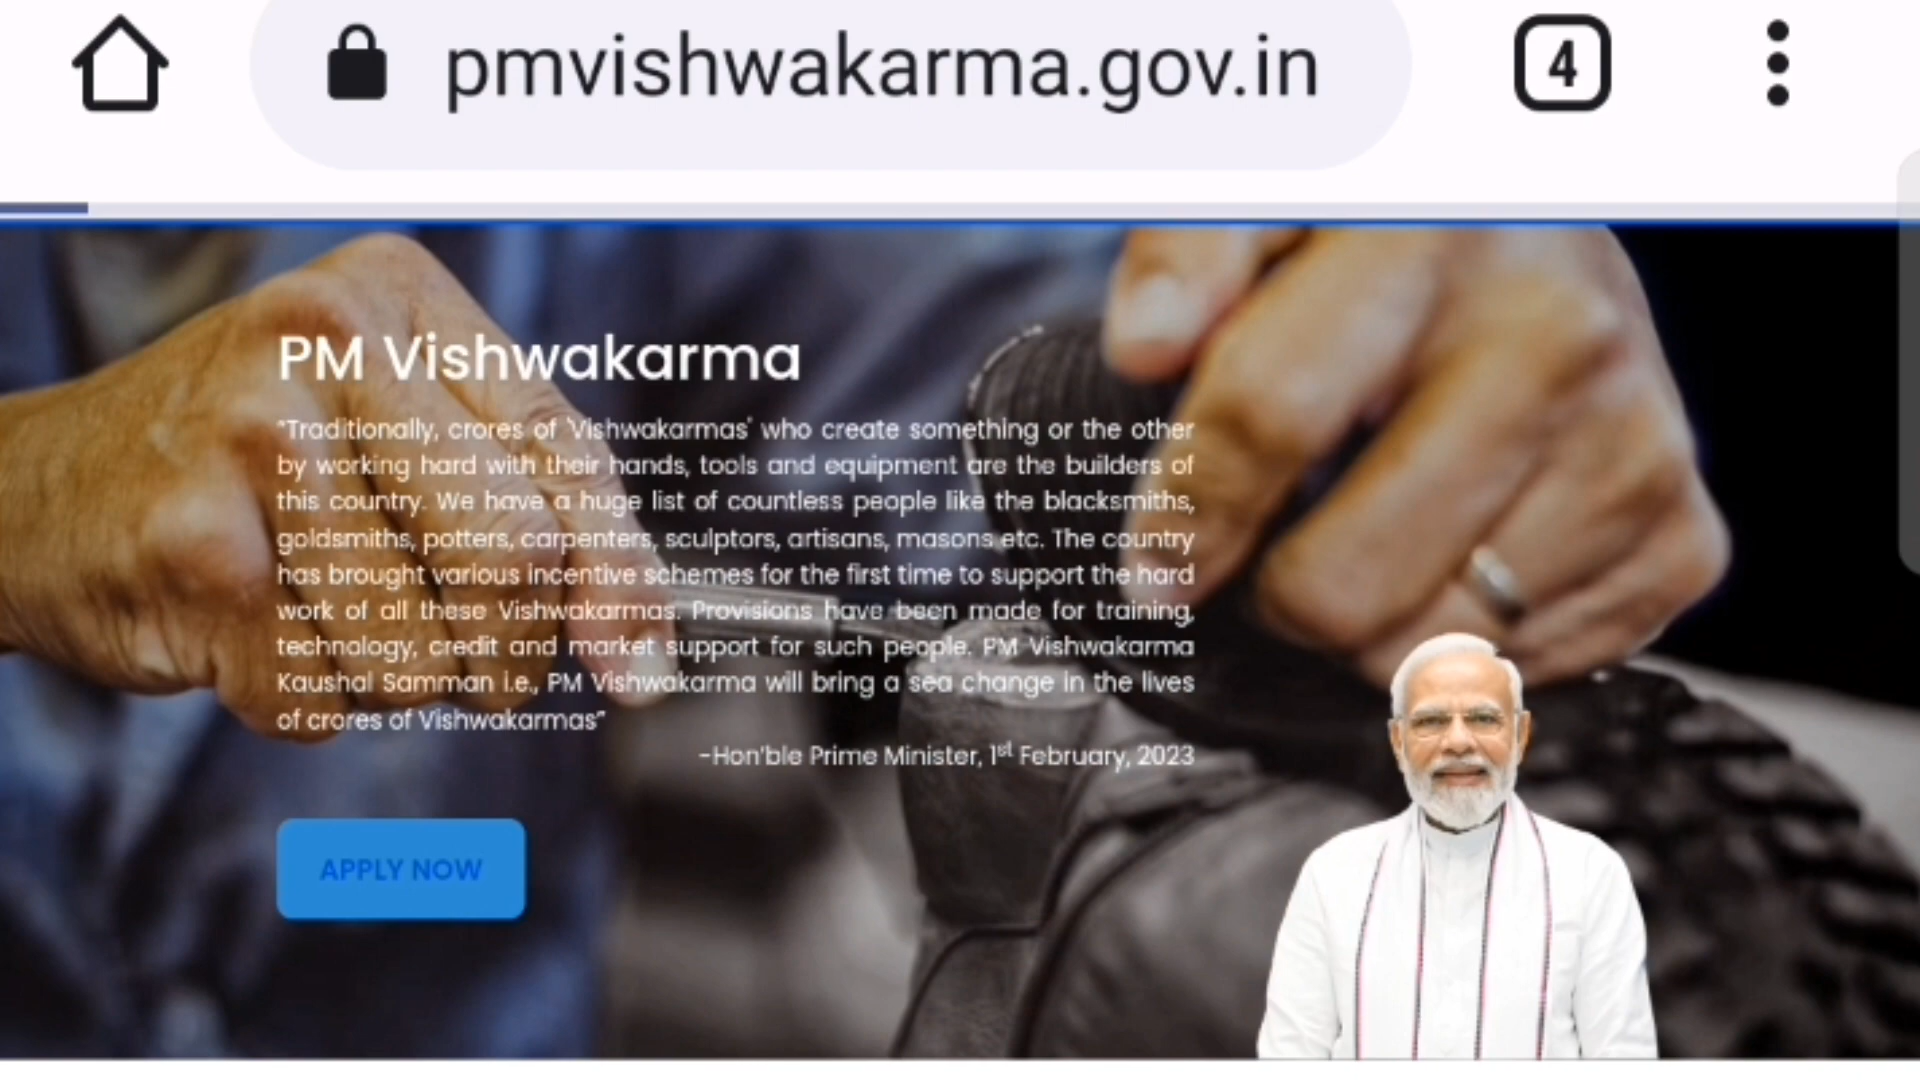 pmvishwakarma.gov.in
4
PM Vishwakarma
“Traditionally, crores of 'Vishwakarmas' who create something or the other
by working hard with their hands, tools and equipment are the builders of
this country. We have a huge list of countless people like the blacksmiths,
goldsmiths, potters, carpenters, sculptors, artisans, masons etc. The country
has brought various incentive schemes for the first time to support the hard
work of all these Vishwakarmas. Provisions have been made for training,
technology, credit and market support for such people. PM Vishwakarma
Kaushal Samman i.e., PM Vishwakarma will bring a sea change in the lives
of crores of Vishwakarmas”
-Hon'ble Prime Minister, 1st February, 2023
APPLY NOW